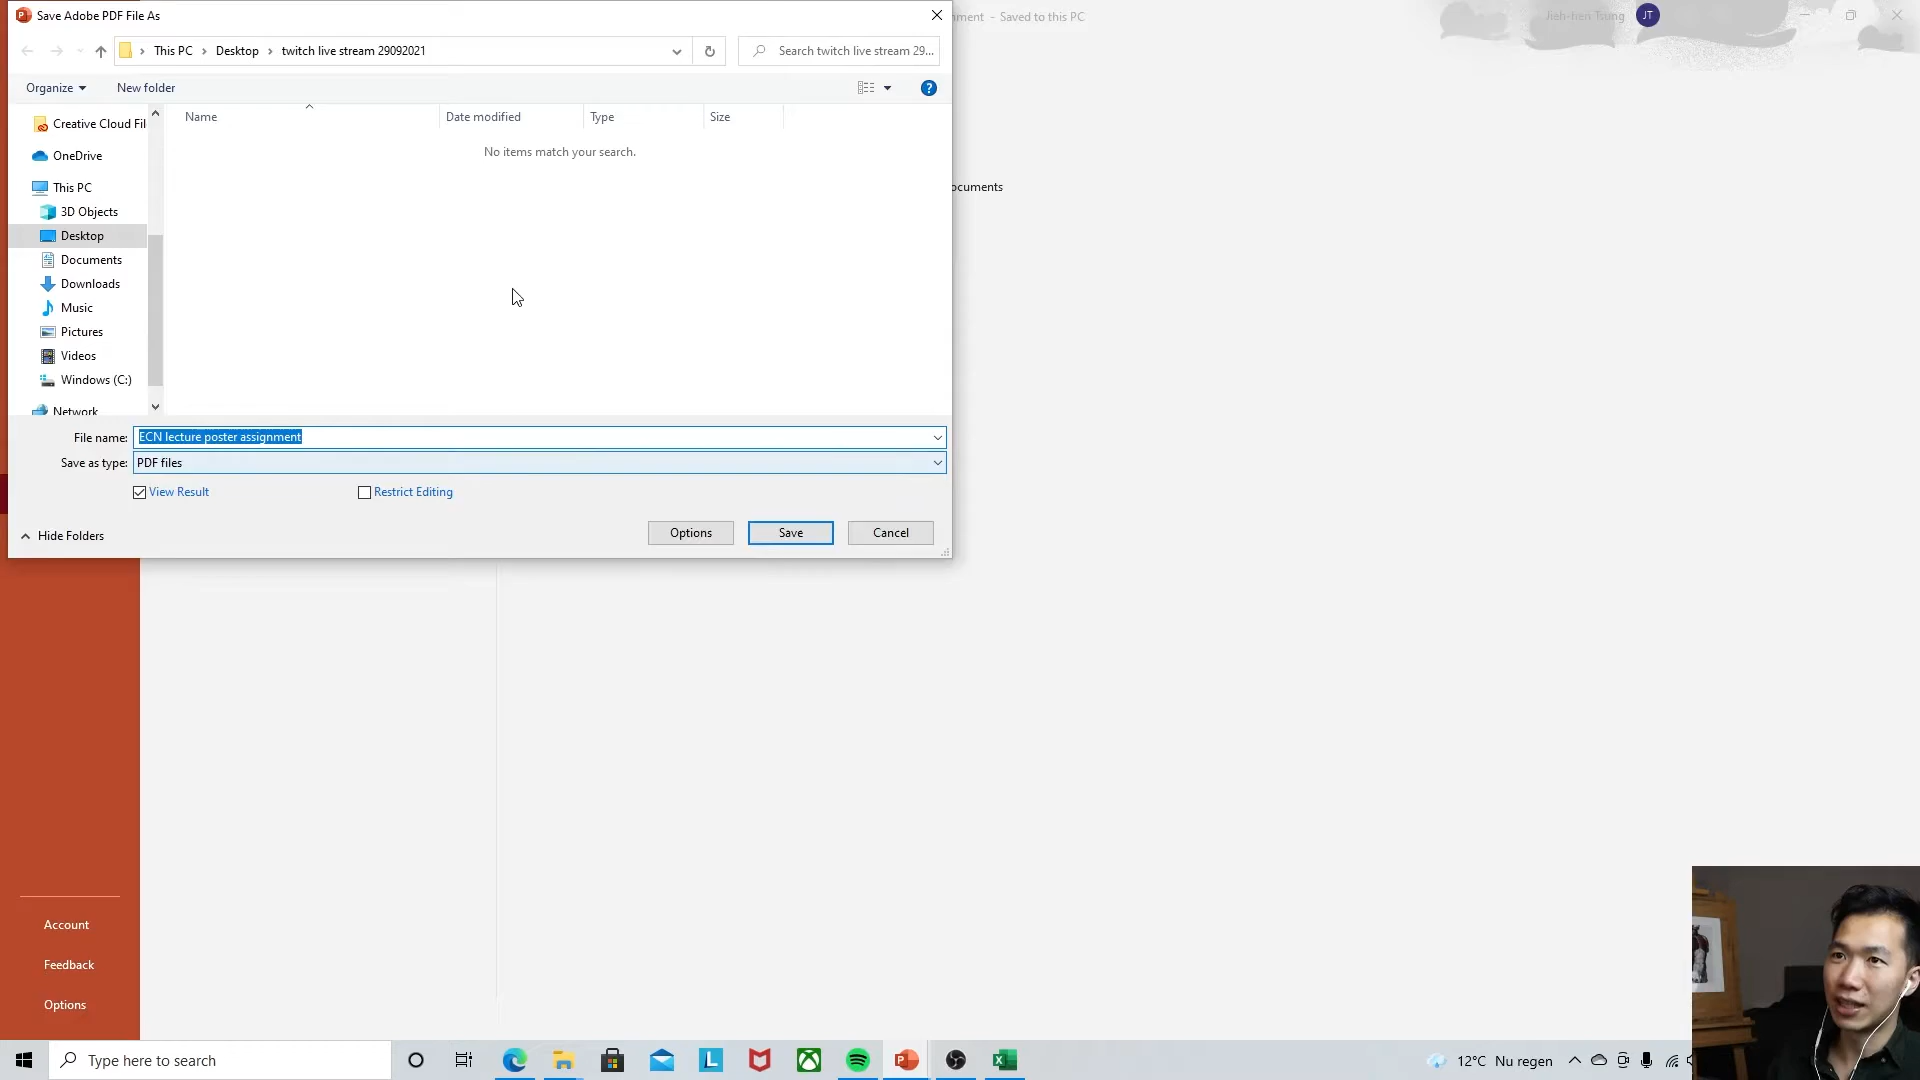 Save Adobe PDF File As
nment - Saved to this PC
Jieh-hen Tsung
JT
This PC > Desktop > twitch live stream 29092021
Search twitch live stream 29...
Organize
New folder
Name
Date modified
Type
Size
No items match your search.
Creative Cloud Fil
OneDrive
This PC
3D Objects
Desktop
Documents
Downloads
Music
Pictures
Videos
Windows (C:)
Network
ocuments
File name: ECN lecture poster assignment
Save as type: PDF files
View Result
Restrict Editing
Hide Folders
Options
Save
Cancel
Account
Feedback
Options
Type here to search
12°C Nu regen